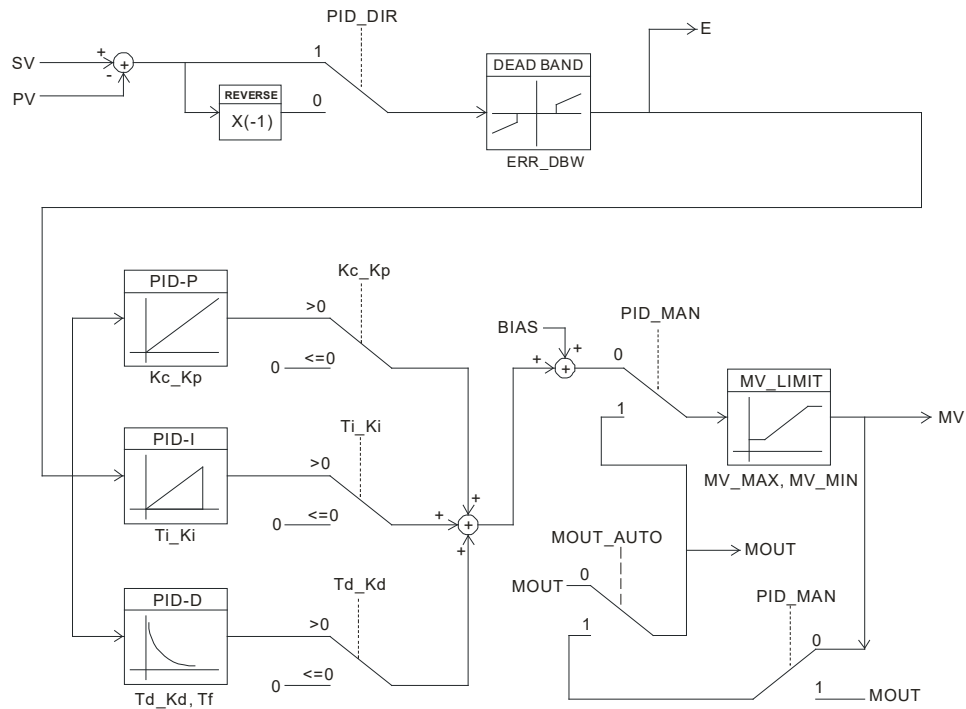 PID_DIR
E
SV
+
+
-
PV
1
0
REVERSE
X(-1)
DEAD BAND
ERR_DBW
PID-P
Kc_Kp
Kc_Kp
>0
0
<=0
BIAS
+
+
+
PID_MAN
0
1
MV_LIMIT
MV
MV_MAX, MV_MIN
PID-I
Ti_Ki
Ti_Ki
>0
0
<=0
+
+
+
+
MOUT_AUTO
MOUT
0
MOUT
1
PID-D
Td_Kd, Tf
Td_Kd
>0
0
<=0
PID_MAN
0
1
MOUT